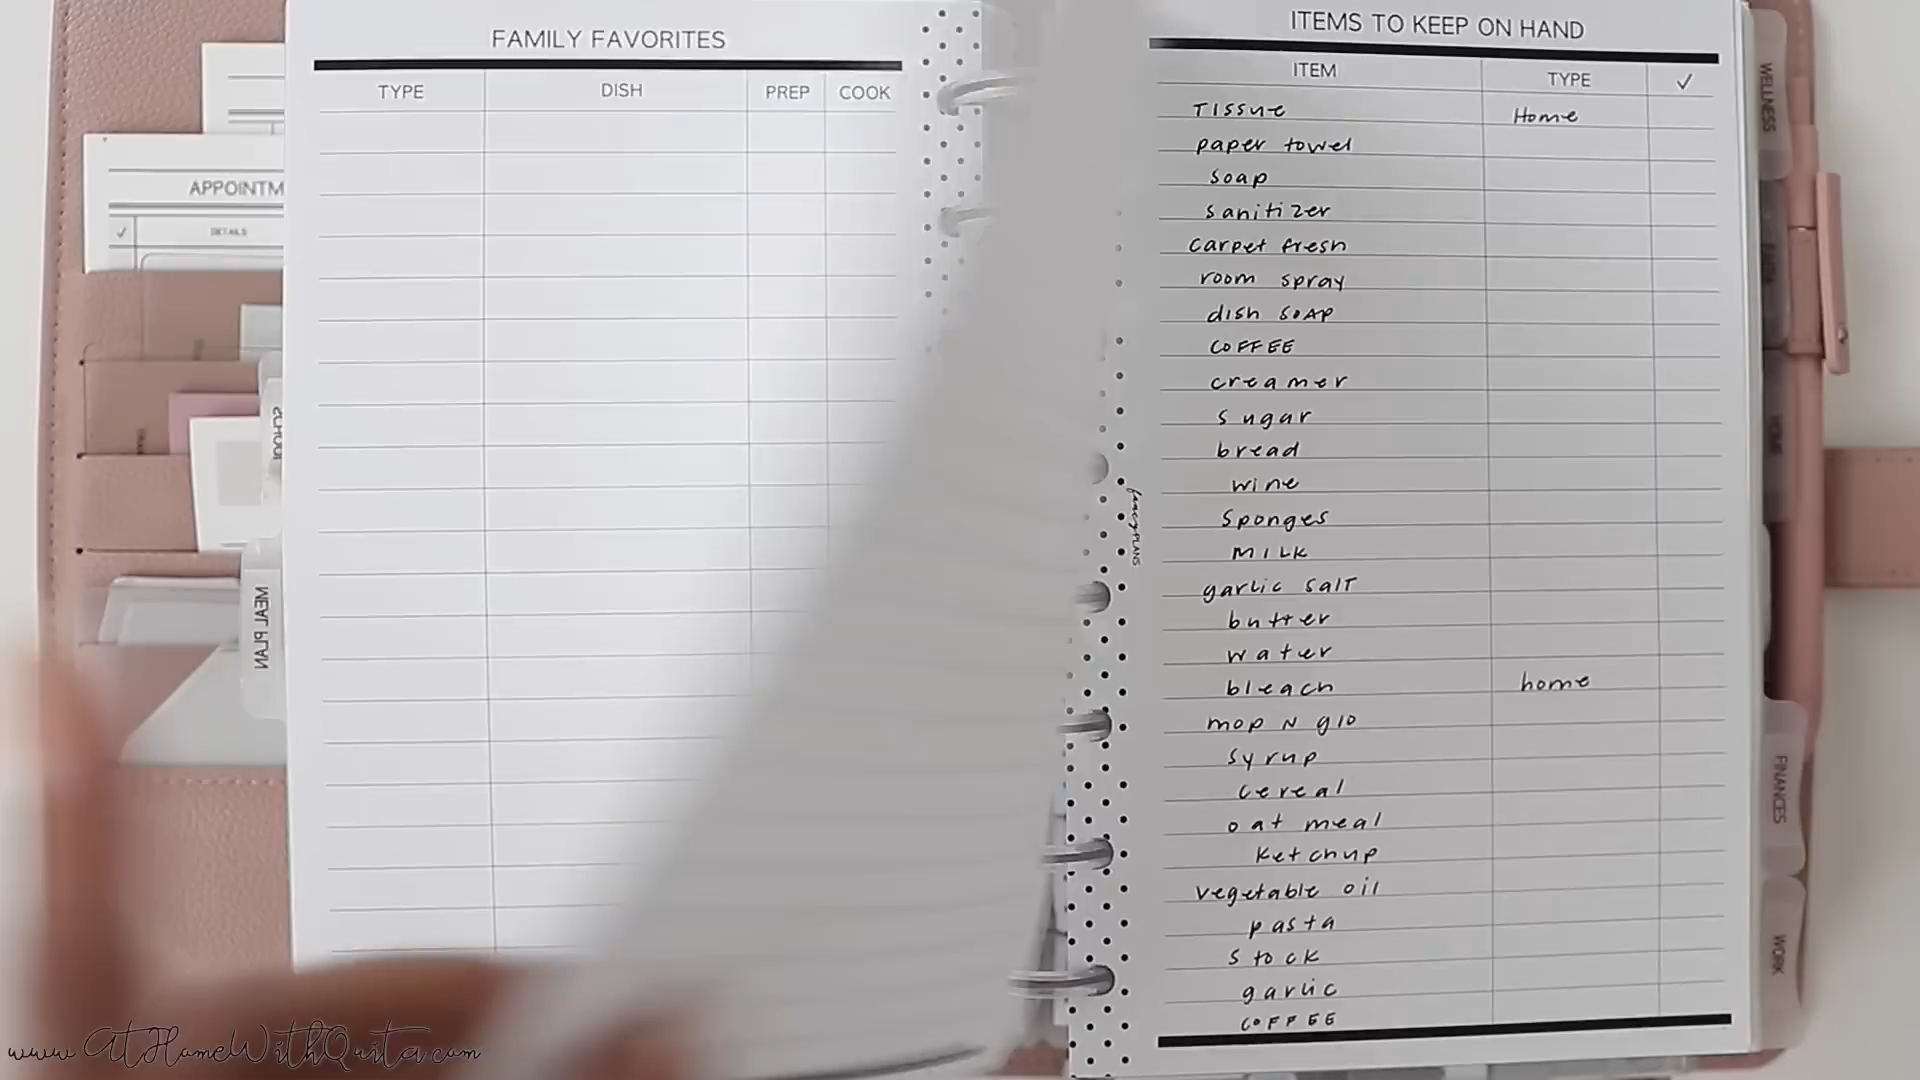 FAMILY FAVORITES
TYPE DISH PREP COOK
APPOINTM
✓ DETAILS
SCHOOL
MEAL PLAN
ITEMS TO KEEP ON HAND
ITEM TYPE ✓
Tissue Home
paper towel
soap
sanitizer
carpet fresh
room spray
dish SOAP
COFFEE
creamer
sugar
bread
wine
Sponges
MILK
garlic salt
butter
water
bleach home
mop N glo
syrup
cereal
oat meal
Ketchup
vegetable oil
pasta
Stock
garlic
COFFEE
fancyPLANS
WELLNESS
HOME
FINANCES
WORK
www.AtHomeWithQuita.com